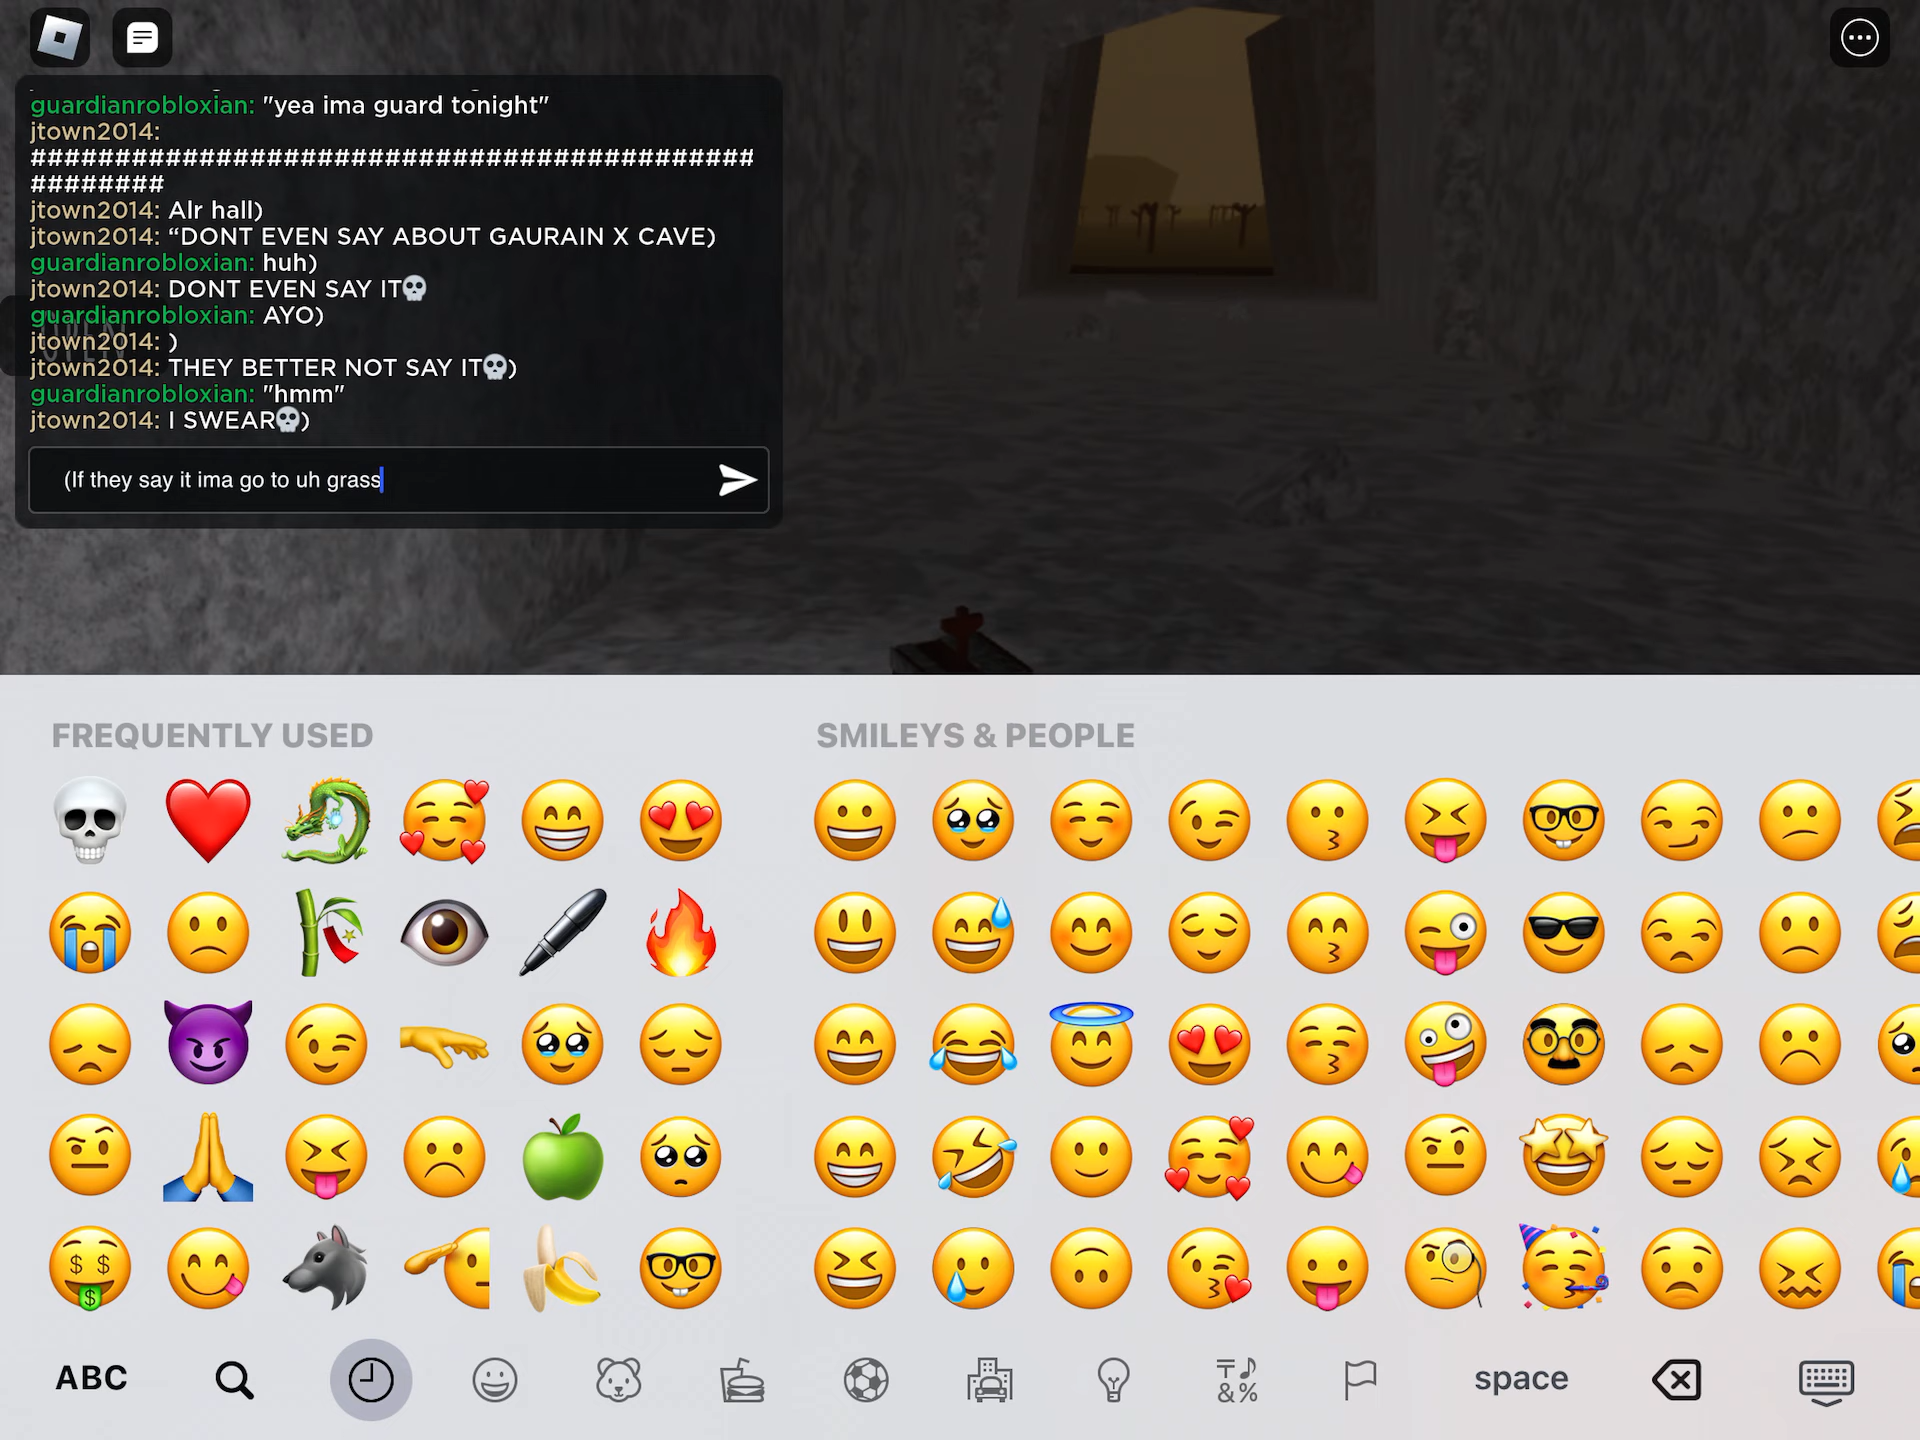 guardianrobloxian: "yea ima guard tonight"
jtown2014:
###########################################
########
jtown2014: Alr hall)
jtown2014: “DONT EVEN SAY ABOUT GAURAIN X CAVE)
guardianrobloxian: huh)
jtown2014: DONT EVEN SAY IT💀
guardianrobloxian: AYO)
OPEN
jtown2014: )
jtown2014: THEY BETTER NOT SAY IT💀)
guardianrobloxian: "hmm"
jtown2014: I SWEAR💀)
(If they say it ima go to uh grass
FREQUENTLY USED
SMILEYS & PEOPLE
ABC
space